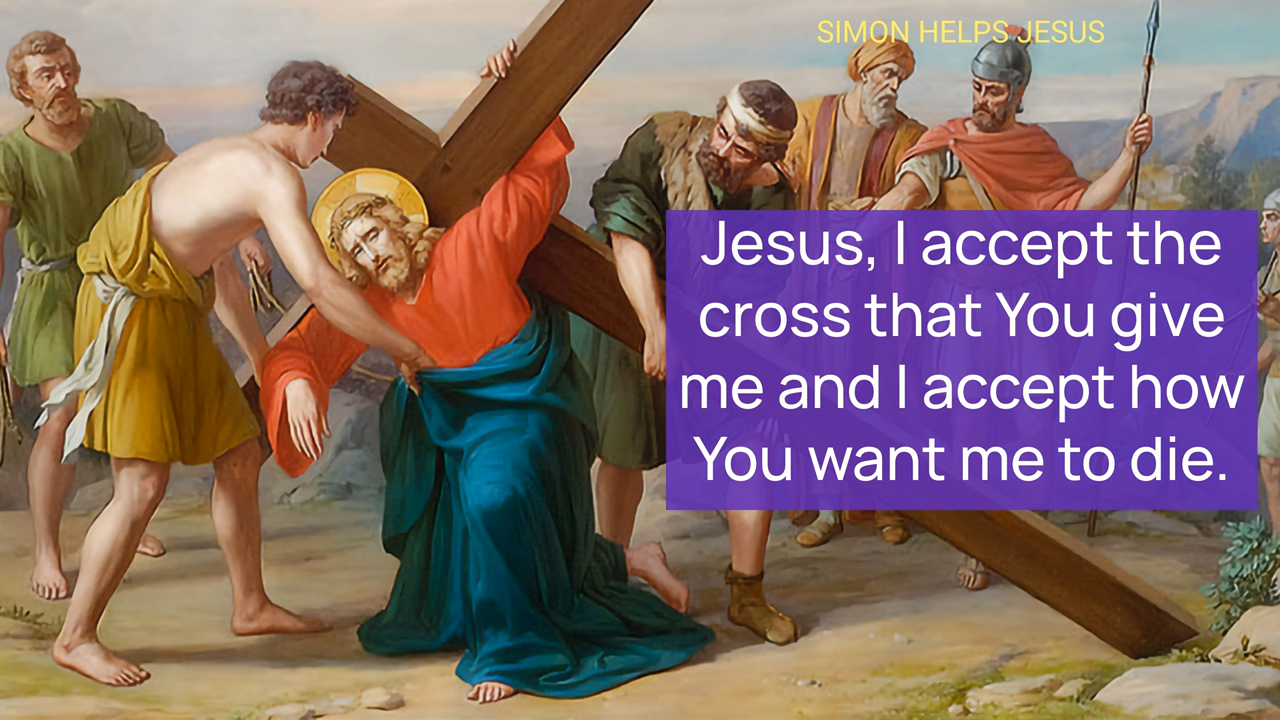 SIMON HELPS JESUS
Jesus, I accept the
cross that You give
me and I accept how
You want me to die.